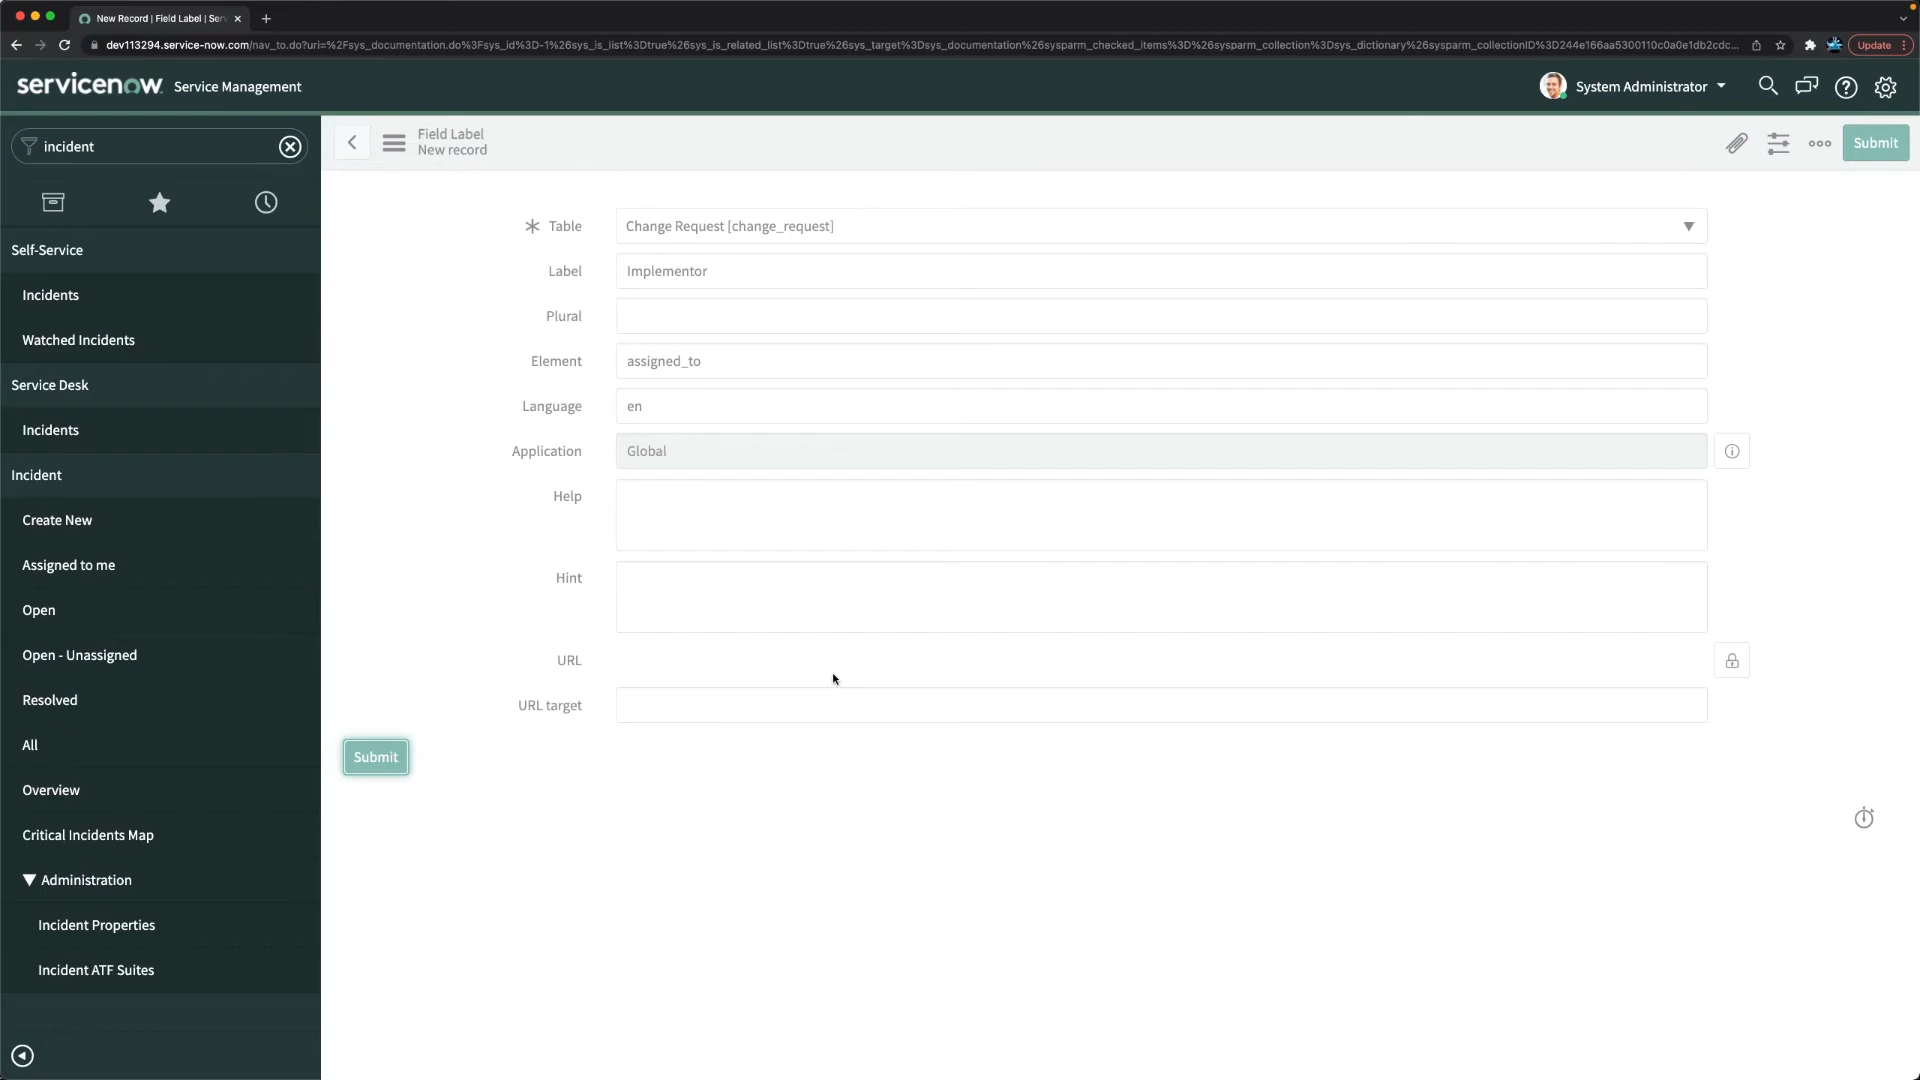 New Record | Field Label | Ser
dev113294.service-now.com/nav_to.do?uri=%2Fsys_documentation.do%3Fsys_id%3D-1%26sys_is_list%3Dtrue%26sys_is_related_list%3Dtrue%26sys_target%3Dsys_documentation%26sysparm_checked_items%3D%26sysparm_collection%3Dsys_dictionary%26sysparm_collectionID%3D244e166aa5300110c0a0e1db2cdc...
Update
servicenow Service Management
System Administrator
incident
Field Label
New record
Submit
Self-Service
Incidents
Watched Incidents
Service Desk
Incidents
Incident
Create New
Assigned to me
Open
Open - Unassigned
Resolved
All
Overview
Critical Incidents Map
Administration
Incident Properties
Incident ATF Suites
Table Change Request [change_request]
Label Implementor
Plural
Element assigned_to
Language en
Application Global
Help
Hint
URL
URL target
Submit